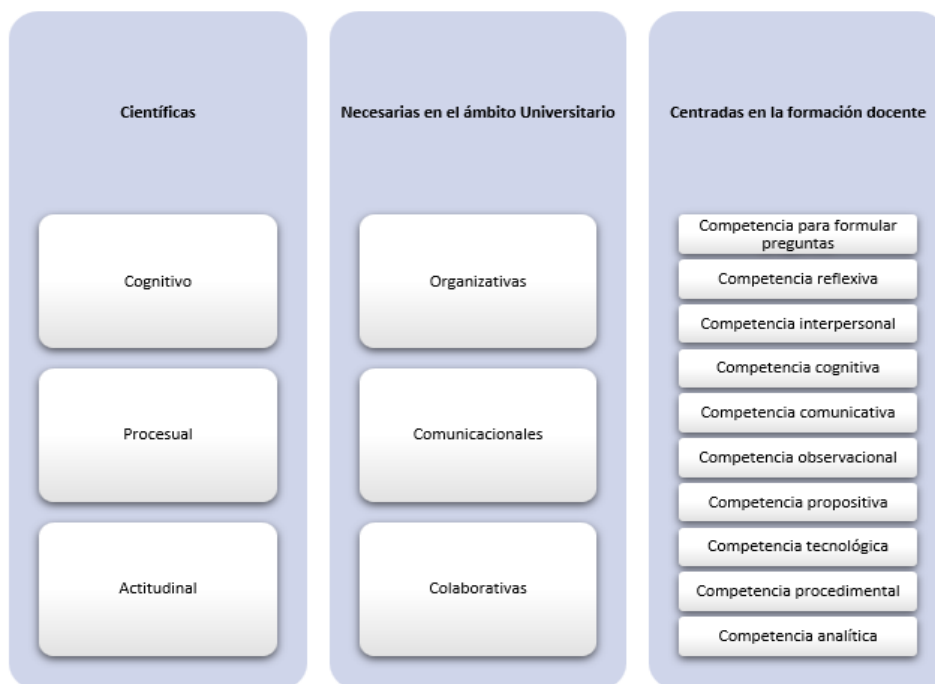 Científicas
Cognitivo
Procesual
Actitudinal
Necesarias en el ámbito Universitario
Organizativas
Comunicacionales
Colaborativas
Centradas en la formación docente
Competencia para formular
preguntas
Competencia reflexiva
Competencia interpersonal
Competencia cognitiva
Competencia comunicativa
Competencia observacional
Competencia propositiva
Competencia tecnológica
Competencia procedimental
Competencia analítica